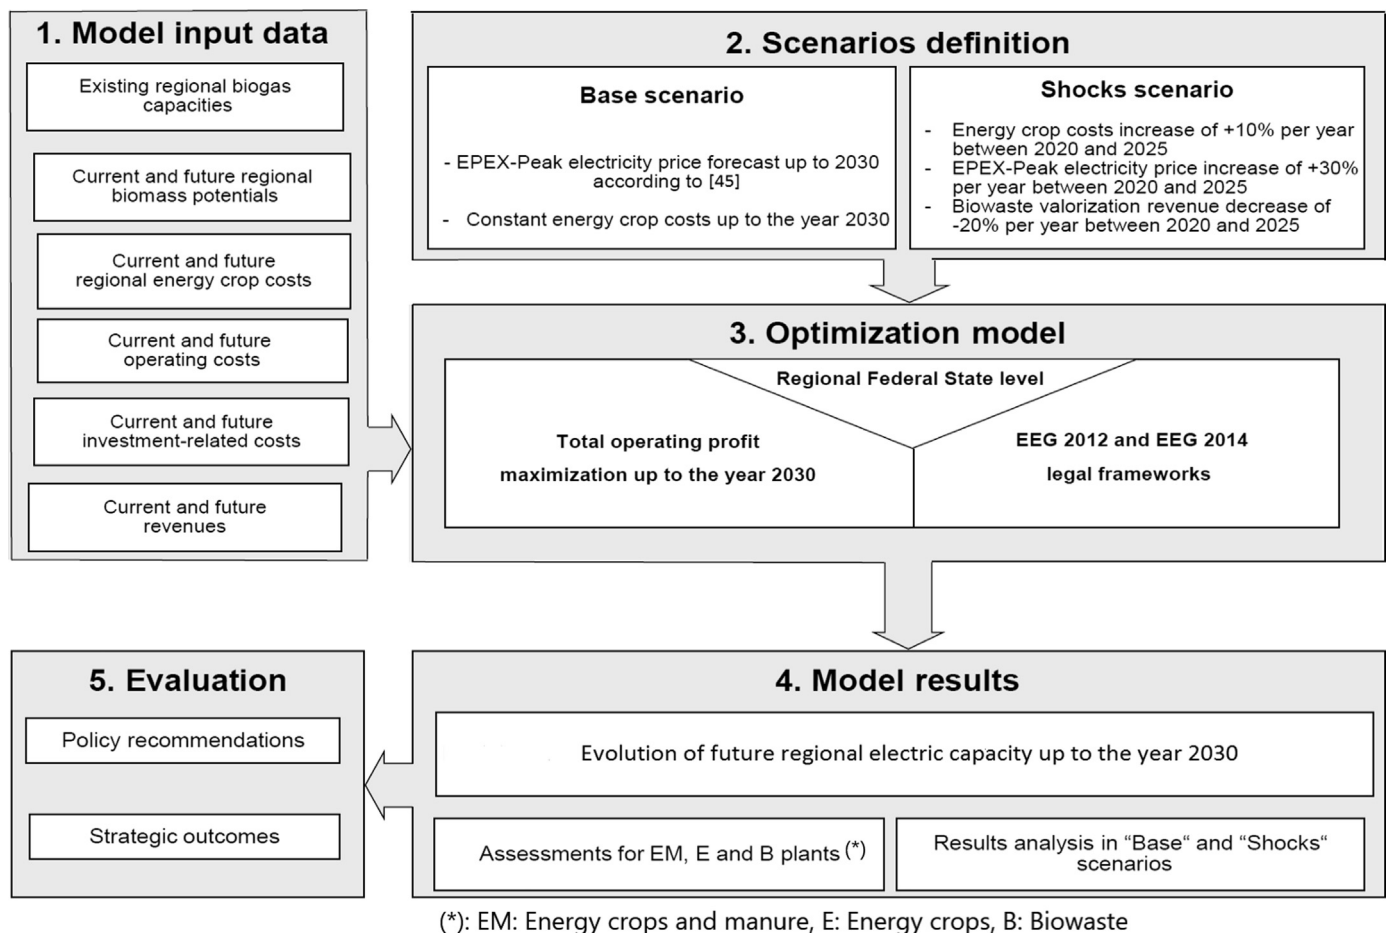 1. Model input data
Existing regional biogas
capacities
Current and future regional
biomass potentials
Current and future
regional energy crop costs
Current and future
operating costs
Current and future
investment-related costs
Current and future
revenues
2. Scenarios definition
Base scenario
- EPEX-Peak electricity price forecast up to 2030
according to [45]
- Constant energy crop costs up to the year 2030
Shocks scenario
- Energy crop costs increase of +10% per year
between 2020 and 2025
- EPEX-Peak electricity price increase of +30%
per year between 2020 and 2025
- Biowaste valorization revenue decrease of
-20% per year between 2020 and 2025
3. Optimization model
Regional Federal State level
Total operating profit
maximization up to the year 2030
EEG 2012 and EEG 2014
legal frameworks
4. Model results
Evolution of future regional electric capacity up to the year 2030
Assessments for EM, E and B plants (*)
Results analysis in “Base“ and “Shocks“
scenarios
5. Evaluation
Policy recommendations
Strategic outcomes
(*): EM: Energy crops and manure, E: Energy crops, B: Biowaste